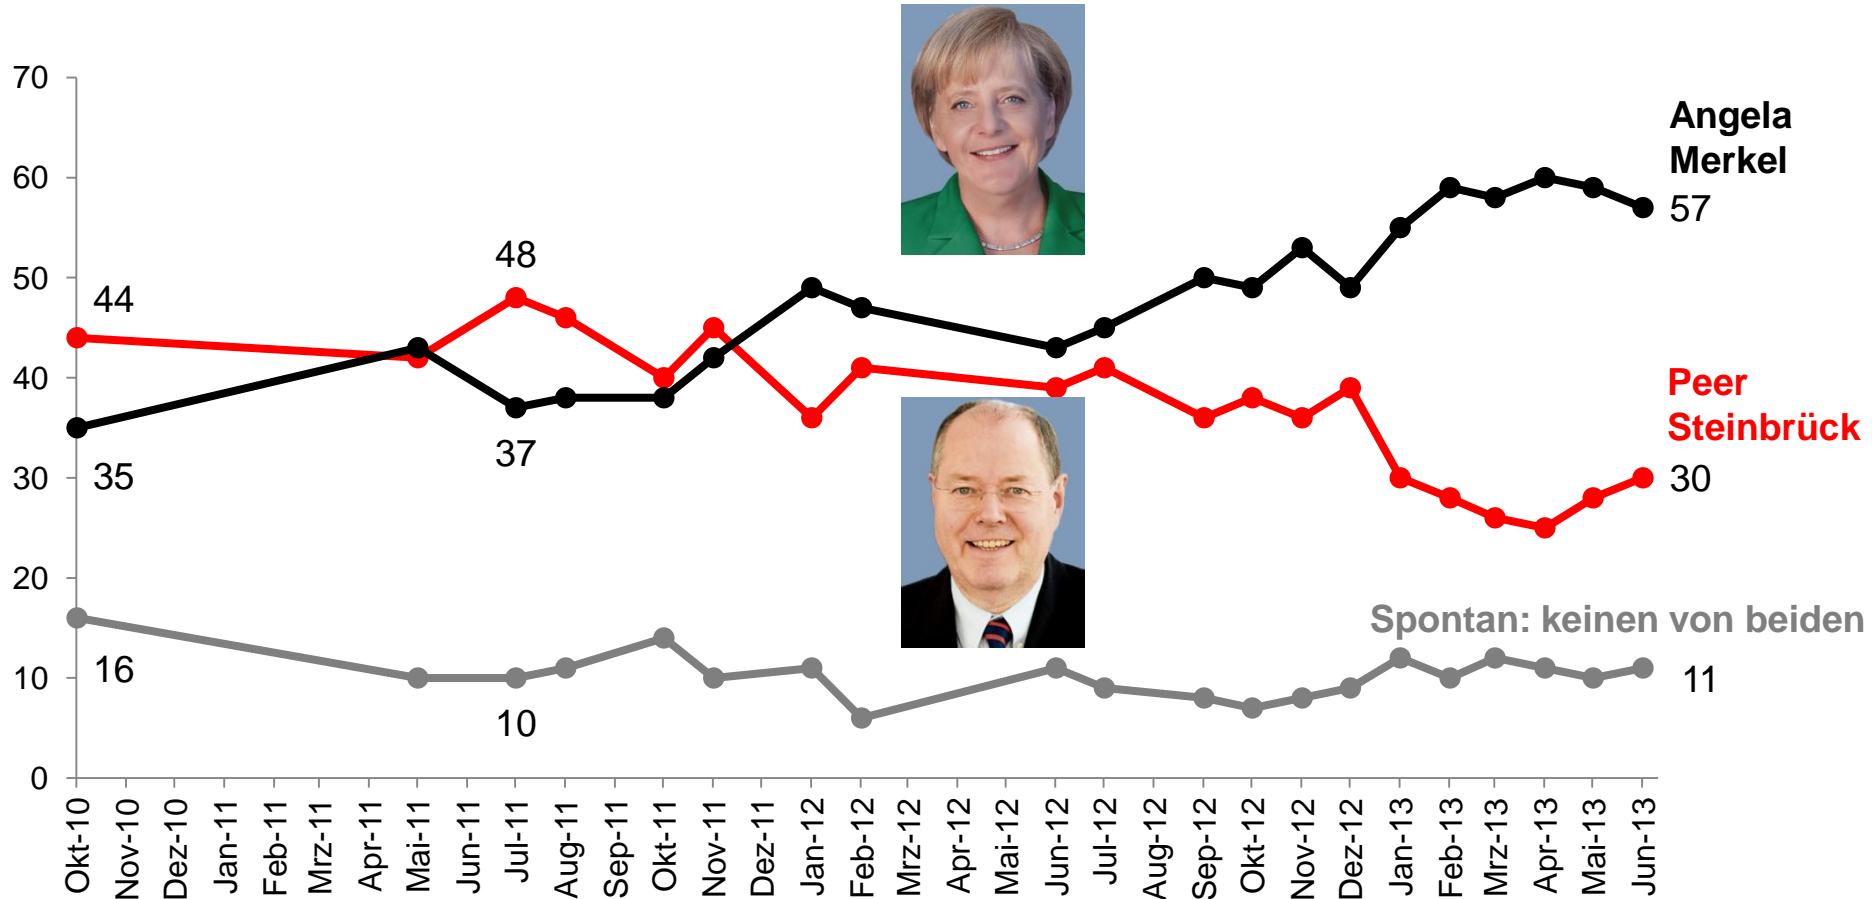 70
60
50
40
30
20
10
0
44
35
16
48
37
10
Angela
Merkel
57
Peer
Steinbrück
30
Spontan: keinen von beiden
11
Okt-10
Nov-10
Dez-10
Jan-11
Feb-11
Mrz-11
Apr-11
Mai-11
Jun-11
Jul-11
Aug-11
Sep-11
Okt-11
Nov-11
Dez-11
Jan-12
Feb-12
Mrz-12
Apr-12
Mai-12
Jun-12
Jul-12
Aug-12
Sep-12
Okt-12
Nov-12
Dez-12
Jan-13
Feb-13
Mrz-13
Apr-13
Mai-13
Jun-13